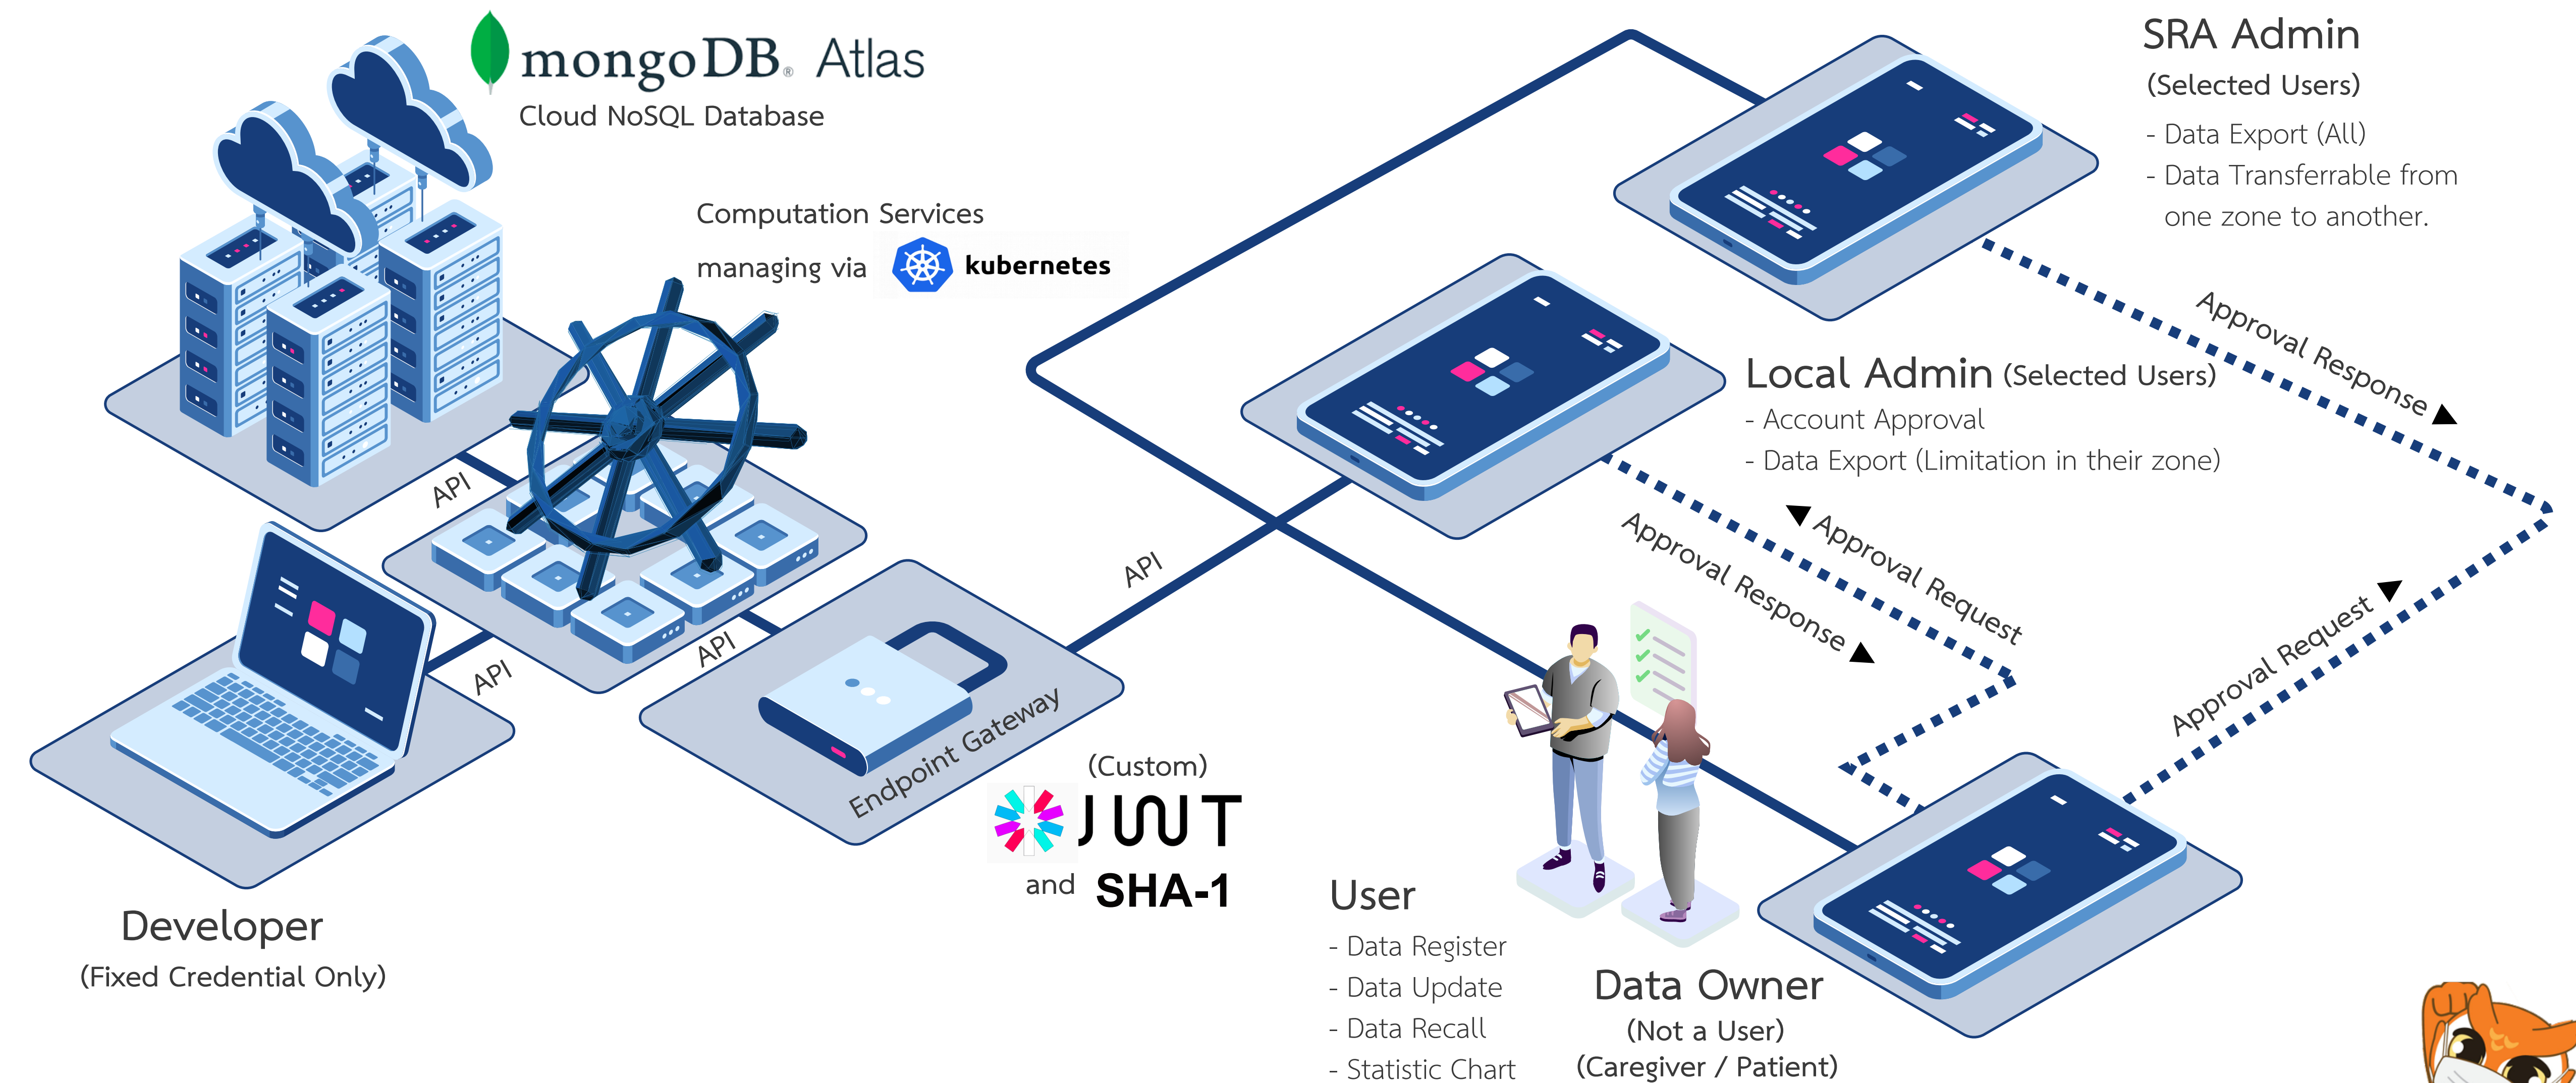 mongoDB® Atlas
Cloud NoSQL Database
Computation Services
managing via kubernetes
API
API
API
API
Endpoint Gateway
(Custom)
JWT
and SHA-1
Developer
(Fixed Credential Only)
SRA Admin
(Selected Users)
- Data Export (All)
- Data Transferrable from
one zone to another.
Approval Response
Local Admin (Selected Users)
- Account Approval
- Data Export (Limitation in their zone)
Approval Request
Approval Response
Approval Request
User
- Data Register
- Data Update
- Data Recall
- Statistic Chart
Data Owner
(Not a User)
(Caregiver / Patient)